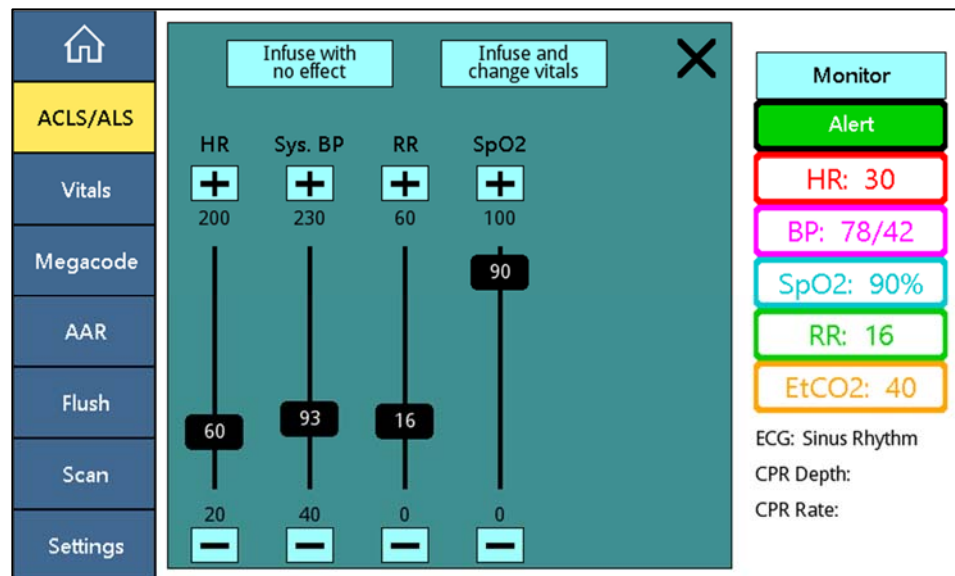 ACLS/ALS
Vitals
Megacode
AAR
Flush
Scan
Settings
Infuse with
no effect
Infuse and
change vitals
HR Sys. BP RR SpO2
200 230 60 100
90
60 93 16
20 40 0 0
Monitor
Alert
HR: 30
BP: 78/42
SpO2: 90%
RR: 16
EtCO2: 40
ECG: Sinus Rhythm
CPR Depth:
CPR Rate: